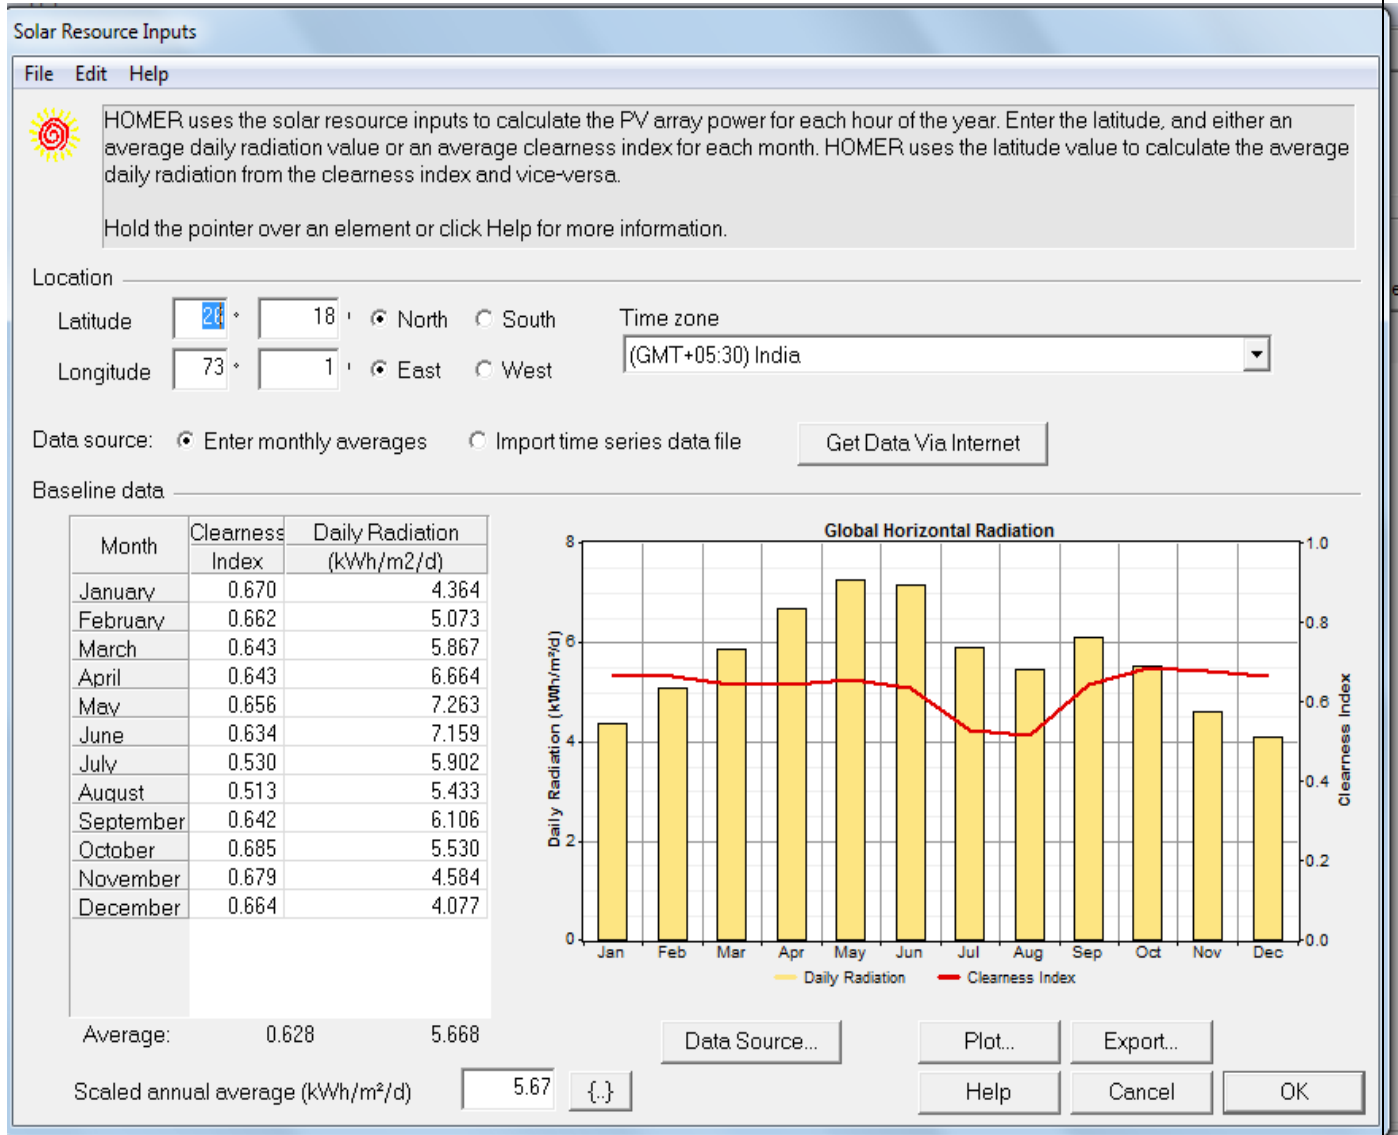 Solar Resource Inputs
File Edit Help
HOMER uses the solar resource inputs to calculate the PV array power for each hour of the year. Enter the latitude, and either an
average daily radiation value or an average clearness index for each month. HOMER uses the latitude value to calculate the average
daily radiation from the clearness index and vice-versa.
Hold the pointer over an element or click Help for more information.
Location
Latitude 26 ° 18 ' North South
Time zone
Longitude 73 ° 1 ' East West
(GMT+05:30) India
Data source: Enter monthly averages Import time series data file Get Data Via Internet
Baseline data
Month Clearness Daily Radiation
Index (kWh/m2/d)
January 0.670 4.364
February 0.662 5.073
March 0.643 5.867
April 0.643 6.664
May 0.656 7.263
June 0.634 7.159
July 0.530 5.902
August 0.513 5.433
September 0.642 6.106
October 0.685 5.530
November 0.679 4.584
December 0.664 4.077
Average: 0.628 5.668
Scaled annual average (kWh/m²/d) 5.67 {..}
Global Horizontal Radiation
Daily Radiation (kWh/m²/d)
8
6
4
2
0
1.0
0.8
0.6
0.4
0.2
0.0
Clearness Index
Jan Feb Mar Apr May Jun Jul Aug Sep Oct Nov Dec
Daily Radiation Clearness Index
Data Source... Plot... Export...
Help Cancel OK